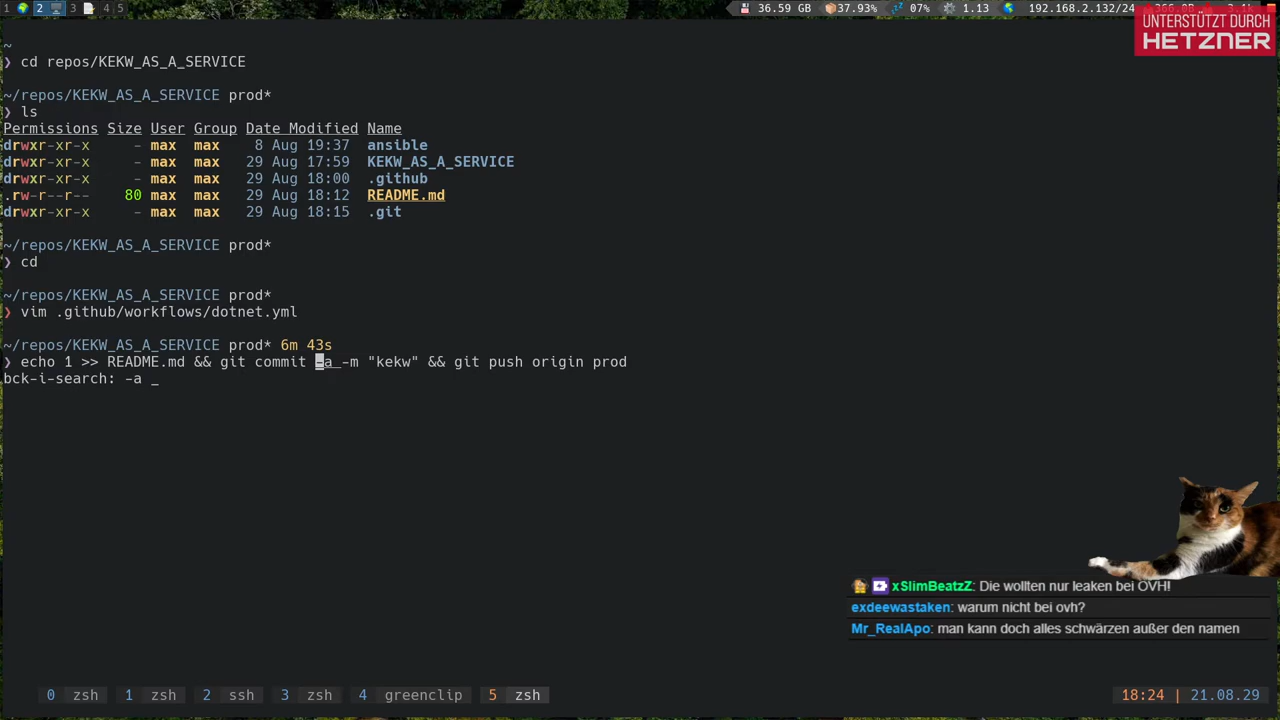 1 2 3 4 5
36.59 GB 37.93% 07% 1.13 192.168.2.132/24
UNTERSTÜTZT DURCH
HETZNER
~
❯ cd repos/KEKW_AS_A_SERVICE
~/repos/KEKW_AS_A_SERVICE prod*
❯ ls
Permissions Size User Group Date Modified Name
drwxr-xr-x - max max 8 Aug 19:37 ansible
drwxr-xr-x - max max 29 Aug 17:59 KEKW_AS_A_SERVICE
drwxr-xr-x - max max 29 Aug 18:00 .github
.rw-r--r-- 80 max max 29 Aug 18:12 README.md
drwxr-xr-x - max max 29 Aug 18:15 .git
~/repos/KEKW_AS_A_SERVICE prod*
❯ cd
~/repos/KEKW_AS_A_SERVICE prod*
❯ vim .github/workflows/dotnet.yml
~/repos/KEKW_AS_A_SERVICE prod* 6m 43s
❯ echo 1 >> README.md && git commit -a -m "kekw" && git push origin prod
bck-i-search: -a _
xSlimBeatzZ: Die wollten nur leaken bei OVH!
exdeewastaken: warum nicht bei ovh?
Mr_RealApo: man kann doch alles schwärzen außer den namen
0 zsh 1 zsh 2 ssh 3 zsh 4 greenclip 5 zsh
18:24 | 21.08.29